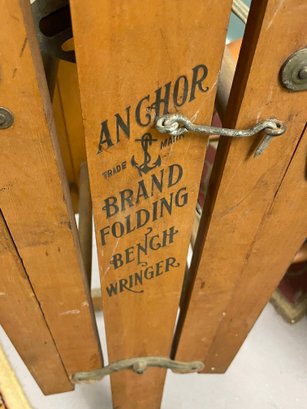 ANCHOR
TRADE MARK
BRAND
FOLDING
BENCH
WRINGER